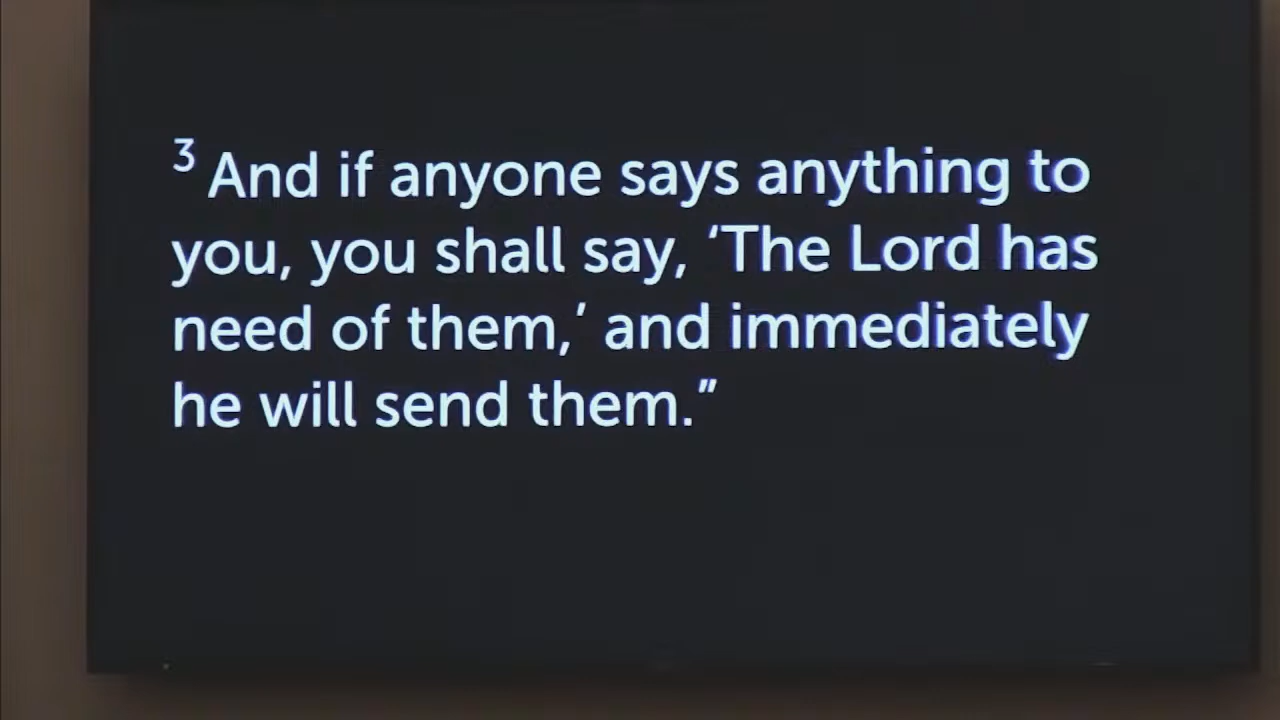 ³ And if anyone says anything to
you, you shall say, ‘The Lord has
need of them,’ and immediately
he will send them.”